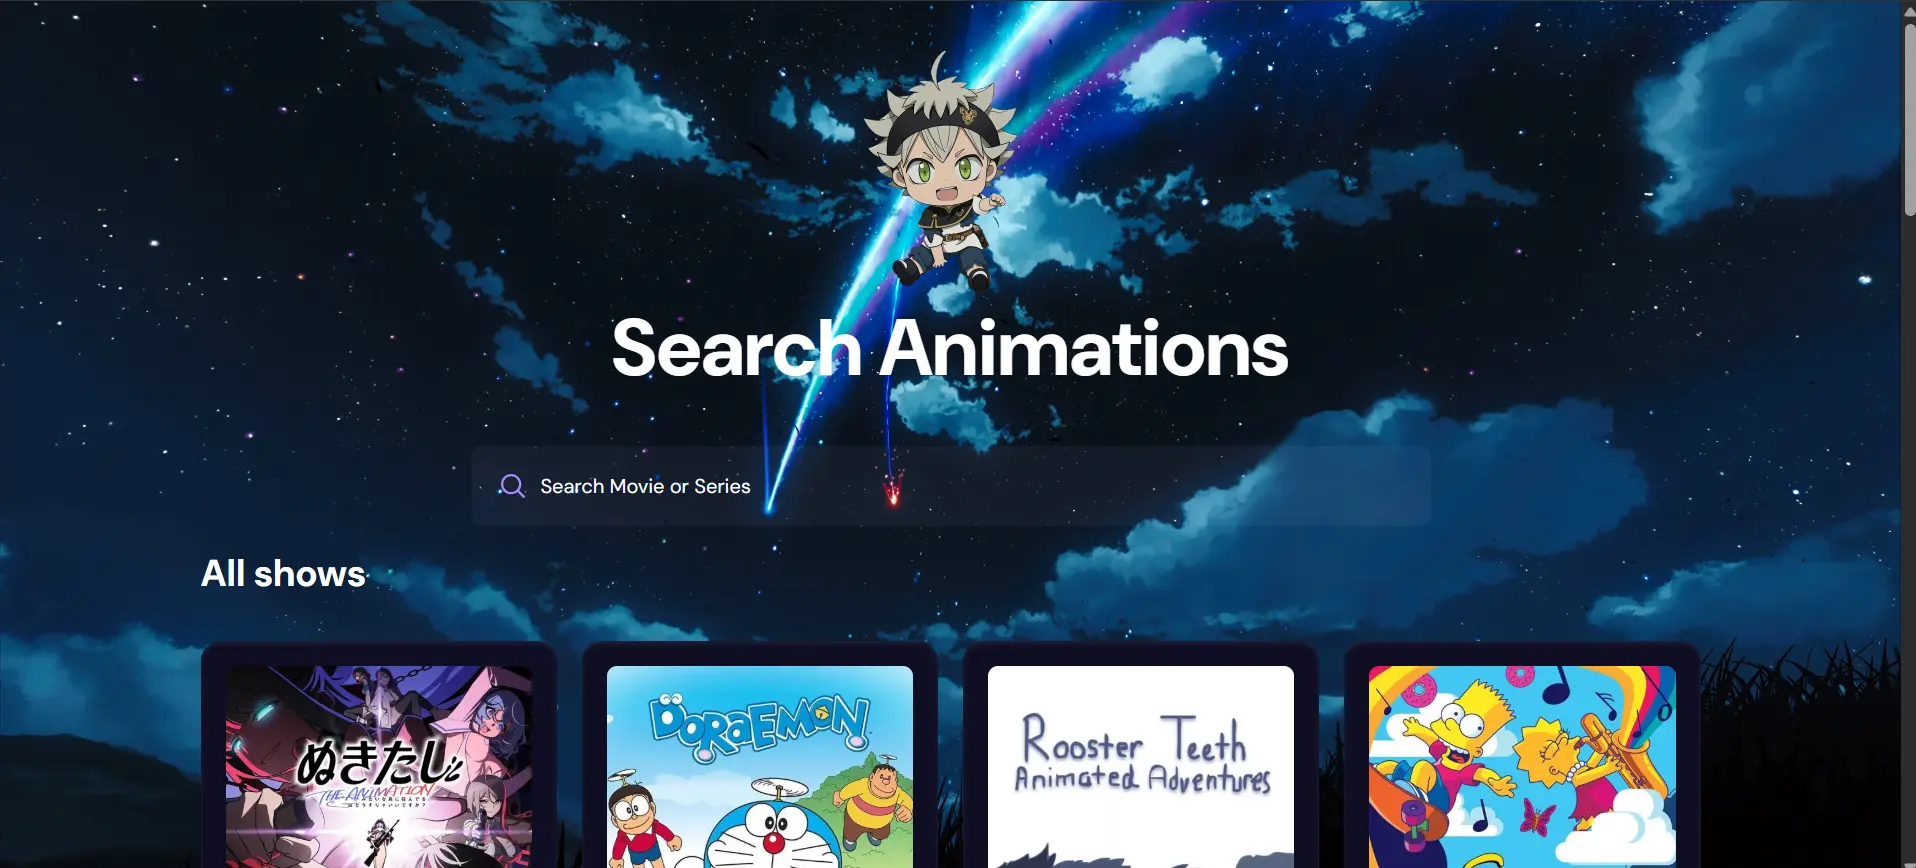 Search Animations
Search Movie or Series
All shows
ぬきたし
THE ANIMATION
DORAEMON
Rooster Teeth
Animated Adventures